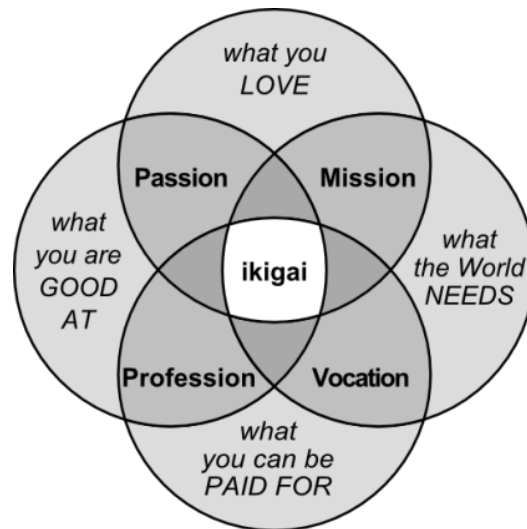 what you
LOVE
Passion
Mission
what
you are
GOOD
AT
ikigai
what
the World
NEEDS
Profession
Vocation
what
you can be
PAID FOR